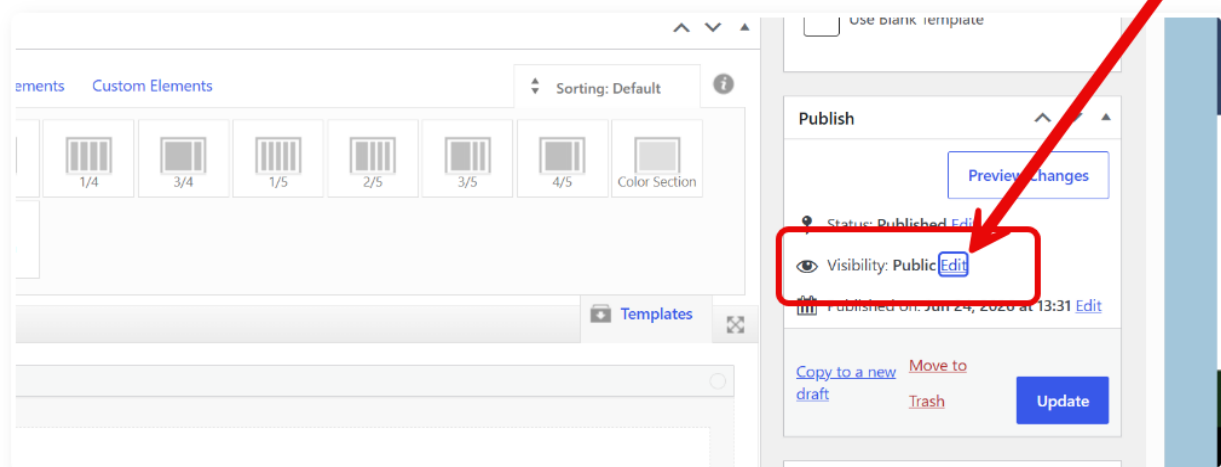 Use Blank Template
ements Custom Elements
Sorting: Default
1/4 3/4 1/5 2/5 3/5 4/5 Color Section
Templates
Publish
Preview Changes
Status: Published Edit
Visibility: Public Edit
Published on: Jun 24, 2026 at 13:31 Edit
Copy to a new draft
Move to Trash
Update